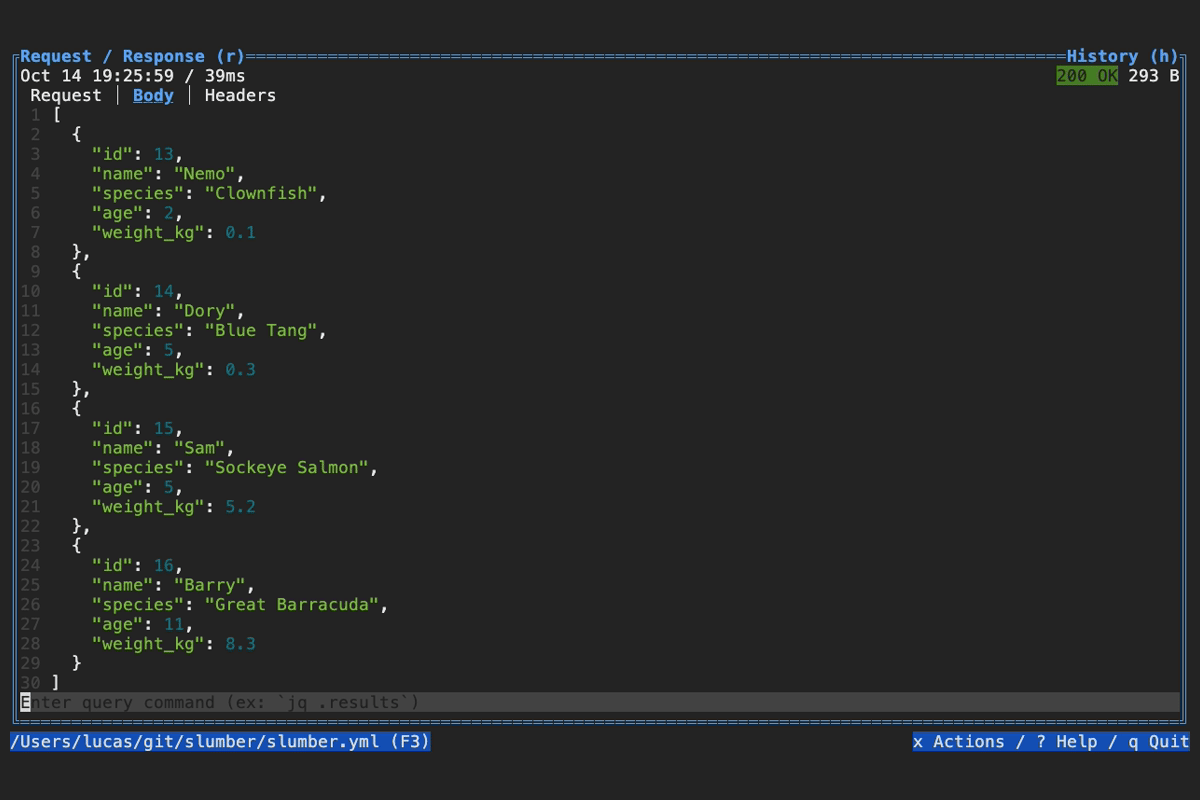 Request / Response (r) History (h)
Oct 14 19:25:59 / 39ms 200 OK 293 B
Request | Body | Headers
1 [
2   {
3     "id": 13,
4     "name": "Nemo",
5     "species": "Clownfish",
6     "age": 2,
7     "weight_kg": 0.1
8   },
9   {
10     "id": 14,
11     "name": "Dory",
12     "species": "Blue Tang",
13     "age": 5,
14     "weight_kg": 0.3
15   },
16   {
17     "id": 15,
18     "name": "Sam",
19     "species": "Sockeye Salmon",
20     "age": 5,
21     "weight_kg": 5.2
22   },
23   {
24     "id": 16,
25     "name": "Barry",
26     "species": "Great Barracuda",
27     "age": 11,
28     "weight_kg": 8.3
29   }
30 ]
Enter query command (ex: `jq .results`)
/Users/lucas/git/slumber/slumber.yml (F3) x Actions / ? Help / q Quit